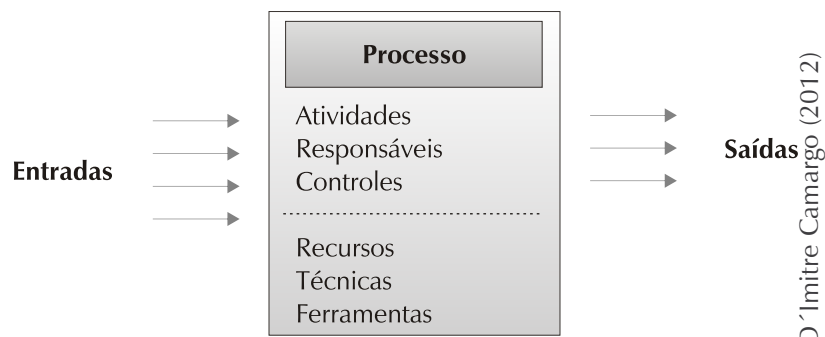 Processo
Atividades
Responsáveis
Controles
Recursos
Técnicas
Ferramentas
Entradas
Saídas
D´Imitre Camargo (2012)